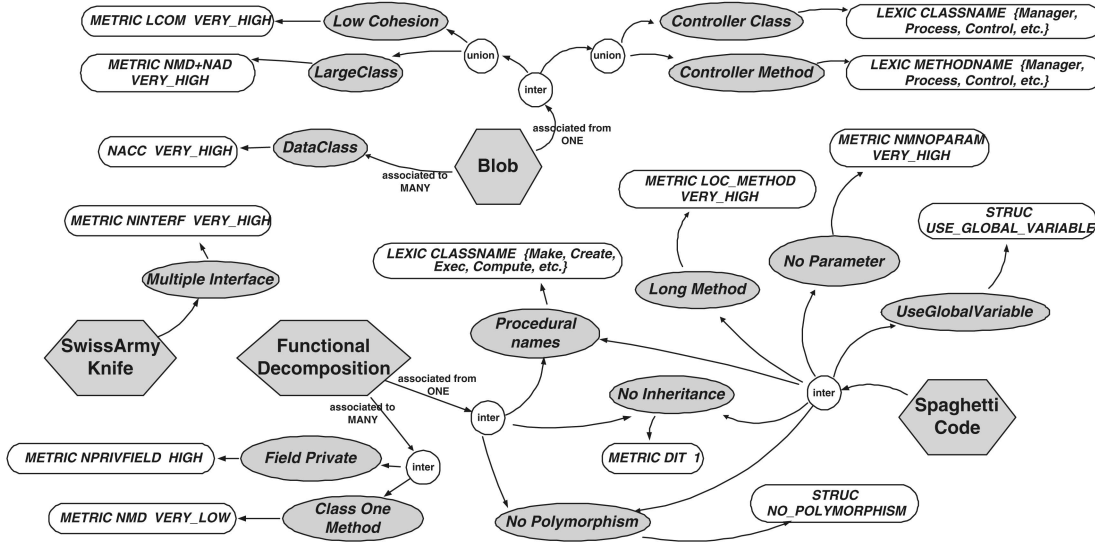 METRIC LCOM VERY_HIGH
Low Cohesion
Controller Class
LEXIC CLASSNAME {Manager,
Process, Control, etc.}
union
union
METRIC NMD+NAD
VERY_HIGH
LargeClass
Controller Method
LEXIC METHODNAME {Manager,
Process, Control, etc.}
inter
associated from
ONE
NACC VERY_HIGH
DataClass
associated to
MANY
Blob
METRIC NMNOPARAM
VERY_HIGH
METRIC LOC_METHOD
VERY_HIGH
METRIC NINTERF VERY_HIGH
STRUC
USE_GLOBAL_VARIABLE
LEXIC CLASSNAME {Make, Create,
Exec, Compute, etc.}
No Parameter
Multiple Interface
Long Method
UseGlobalVariable
Procedural
names
SwissArmy
Knife
Functional
Decomposition
associated from
ONE
No Inheritance
inter
associated to
MANY
inter
Spaghetti
Code
METRIC DIT 1
METRIC NPRIVFIELD HIGH
Field Private
inter
METRIC NMD VERY_LOW
Class One
Method
No Polymorphism
STRUC
NO_POLYMORPHISM